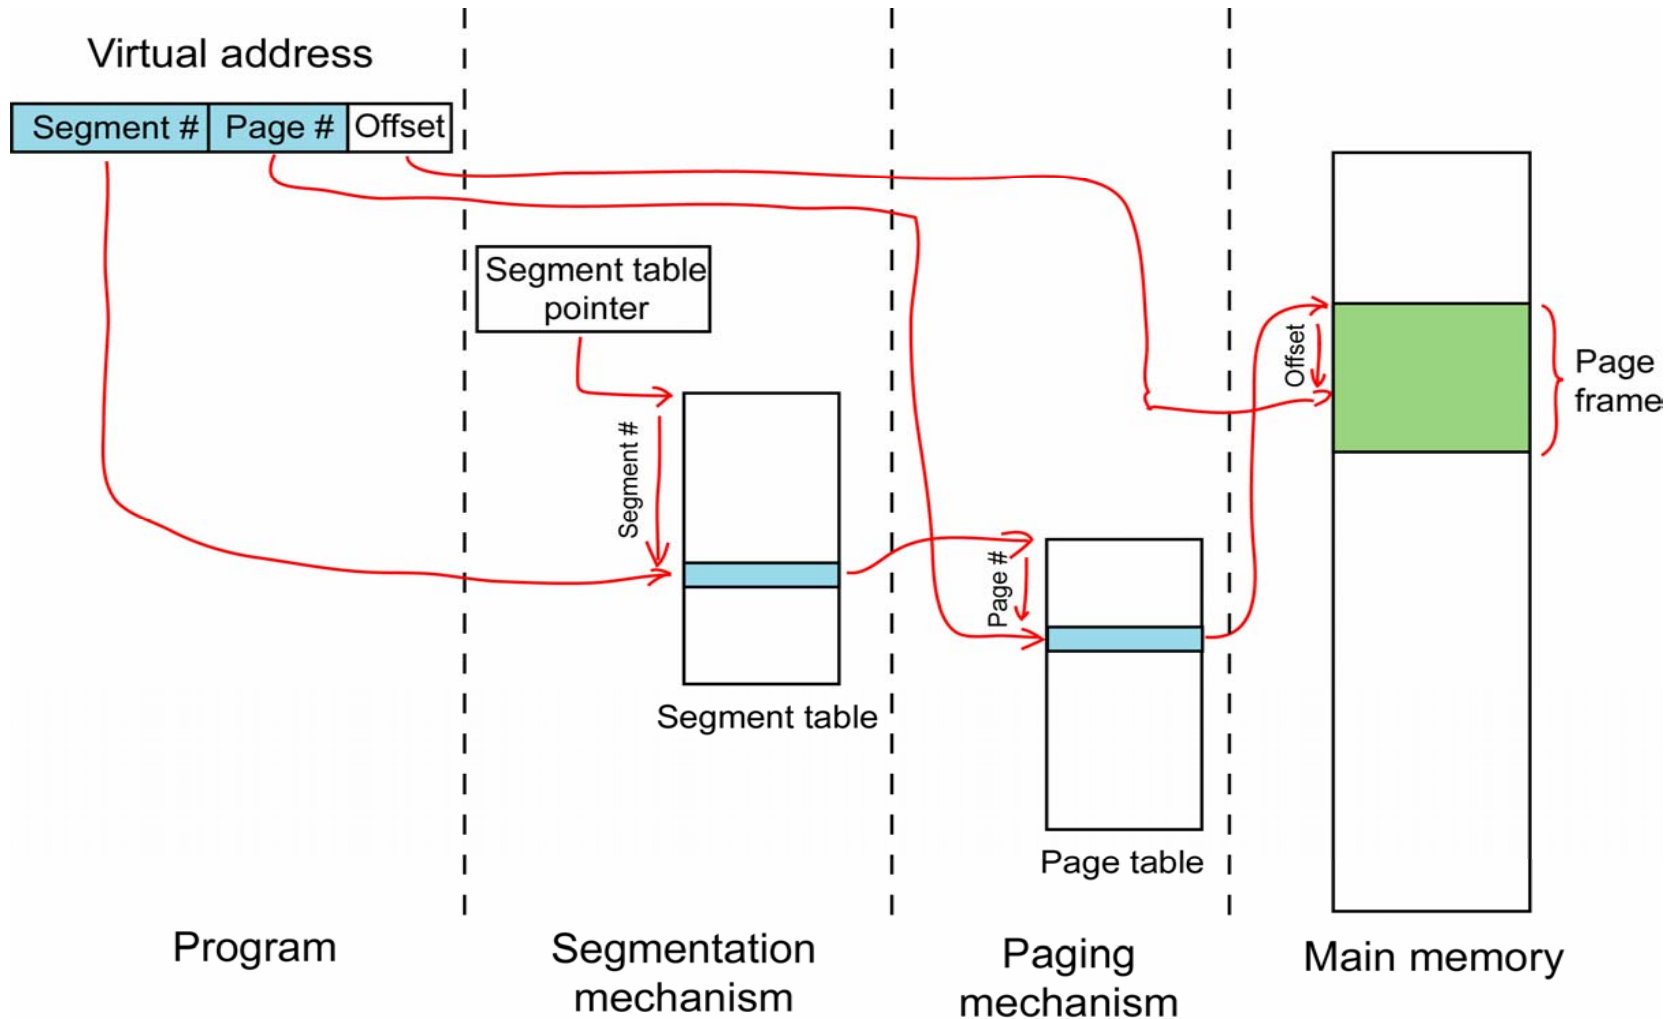 Virtual address
Segment # Page # Offset
Segment table
pointer
Segment #
Segment table
Page #
Page table
Offset
Page
frame
Program
Segmentation
mechanism
Paging
mechanism
Main memory